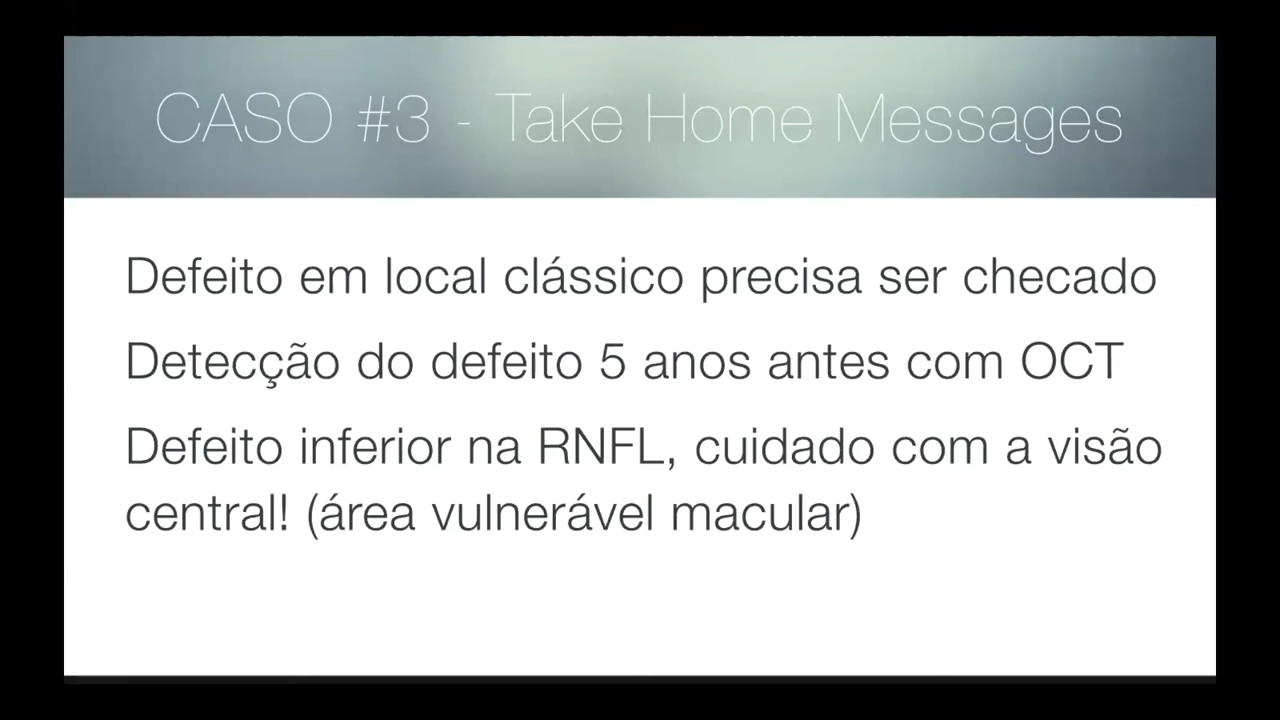 CASO #3 - Take Home Messages
Defeito em local clássico precisa ser checado
Detecção do defeito 5 anos antes com OCT
Defeito inferior na RNFL, cuidado com a visão
central! (área vulnerável macular)